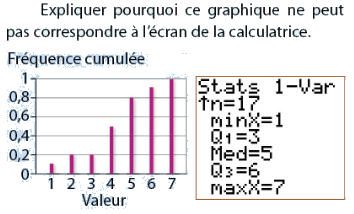 Expliquer pourquoi ce graphique ne peut
pas correspondre à l'écran de la calculatrice.
Fréquence cumulée
1
0,8
0,6
0,4
0,2
0
1 2 3 4 5 6 7
Valeur
Stats 1-Var
↑n=17
minX=1
Q1=3
Med=5
Q3=6
maxX=7